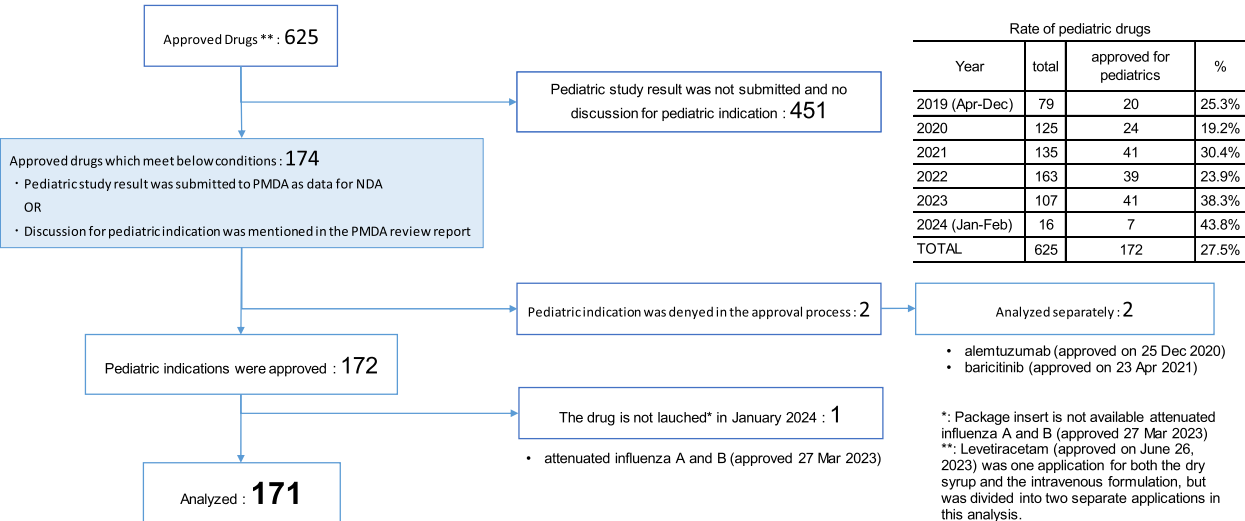 Approved Drugs ** : 625
Pediatric study result was not submitted and no
discussion for pediatric indication : 451
Approved drugs which meet below conditions : 174
・Pediatric study result was submitted to PMDA as data for NDA
OR
・Discussion for pediatric indication was mentioned in the PMDA review report
Pediatric indication was denied in the approval process : 2
Analyzed separately : 2
• alemtuzumab (approved on 25 Dec 2020)
• baricitinib (approved on 23 Apr 2021)
Pediatric indications were approved : 172
The drug is not lauched* in January 2024 : 1
• attenuated influenza A and B (approved 27 Mar 2023)
Analyzed : 171
Rate of pediatric drugs
Year total approved for pediatrics %
2019 (Apr-Dec) 79 20 25.3%
2020 125 24 19.2%
2021 135 41 30.4%
2022 163 39 23.9%
2023 107 41 38.3%
2024 (Jan-Feb) 16 7 43.8%
TOTAL 625 172 27.5%
*: Package insert is not available attenuated
influenza A and B (approved 27 Mar 2023)
**: Levetiracetam (approved on June 26,
2023) was one application for both the dry
syrup and the intravenous formulation, but
was divided into two separate applications in
this analysis.